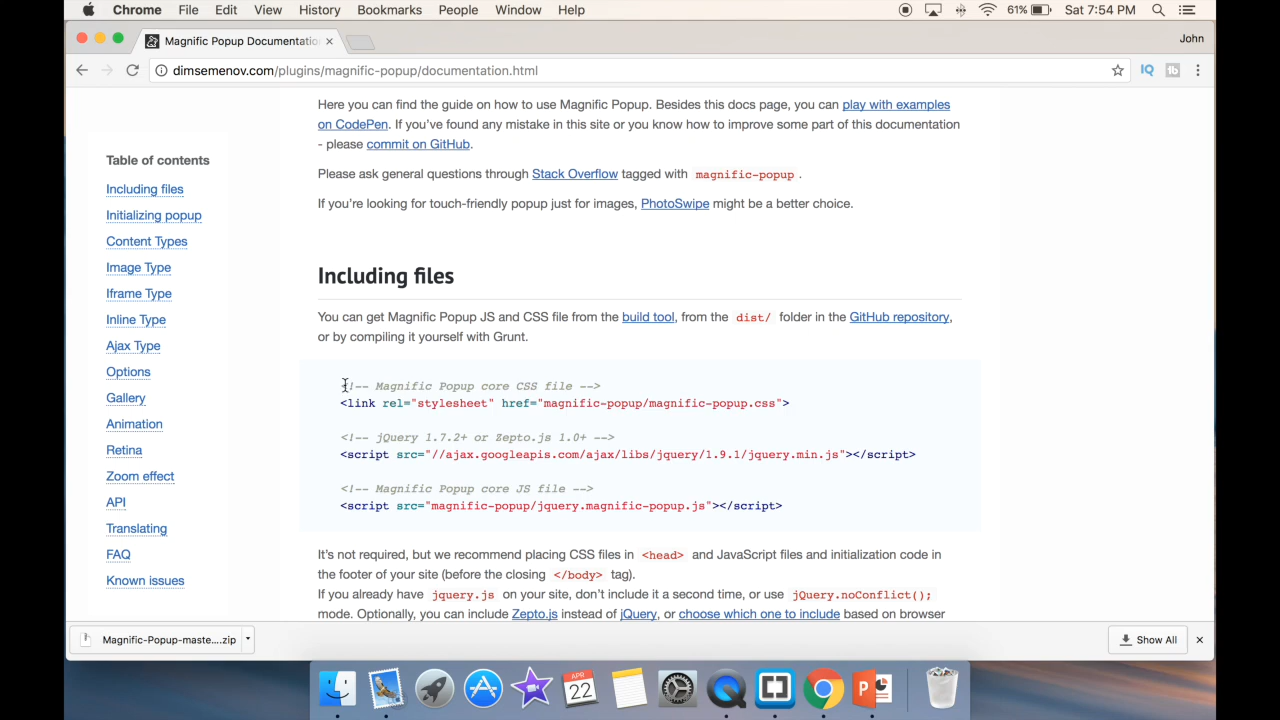 Chrome File Edit View History Bookmarks People Window Help 61% Sat 7:54 PM
Magnific Popup Documentatio John
dimsemenov.com/plugins/magnific-popup/documentation.html
Here you can find the guide on how to use Magnific Popup. Besides this docs page, you can play with examples
on CodePen. If you've found any mistake in this site or you know how to improve some part of this documentation
- please commit on GitHub.
Please ask general questions through Stack Overflow tagged with magnific-popup .
If you're looking for touch-friendly popup just for images, PhotoSwipe might be a better choice.
Table of contents
Including files
Initializing popup
Content Types
Image Type
Iframe Type
Inline Type
Ajax Type
Options
Gallery
Animation
Retina
Zoom effect
API
Translating
FAQ
Known issues
Including files
You can get Magnific Popup JS and CSS file from the build tool, from the dist/ folder in the GitHub repository,
or by compiling it yourself with Grunt.
<!-- Magnific Popup core CSS file -->
<link rel="stylesheet" href="magnific-popup/magnific-popup.css">
<!-- jQuery 1.7.2+ or Zepto.js 1.0+ -->
<script src="//ajax.googleapis.com/ajax/libs/jquery/1.9.1/jquery.min.js"></script>
<!-- Magnific Popup core JS file -->
<script src="magnific-popup/jquery.magnific-popup.js"></script>
It's not required, but we recommend placing CSS files in <head> and JavaScript files and initialization code in
the footer of your site (before the closing </body> tag).
If you already have jquery.js on your site, don't include it a second time, or use jQuery.noConflict();
mode. Optionally, you can include Zepto.js instead of jQuery, or choose which one to include based on browser
Magnific-Popup-maste....zip Show All
APR
22